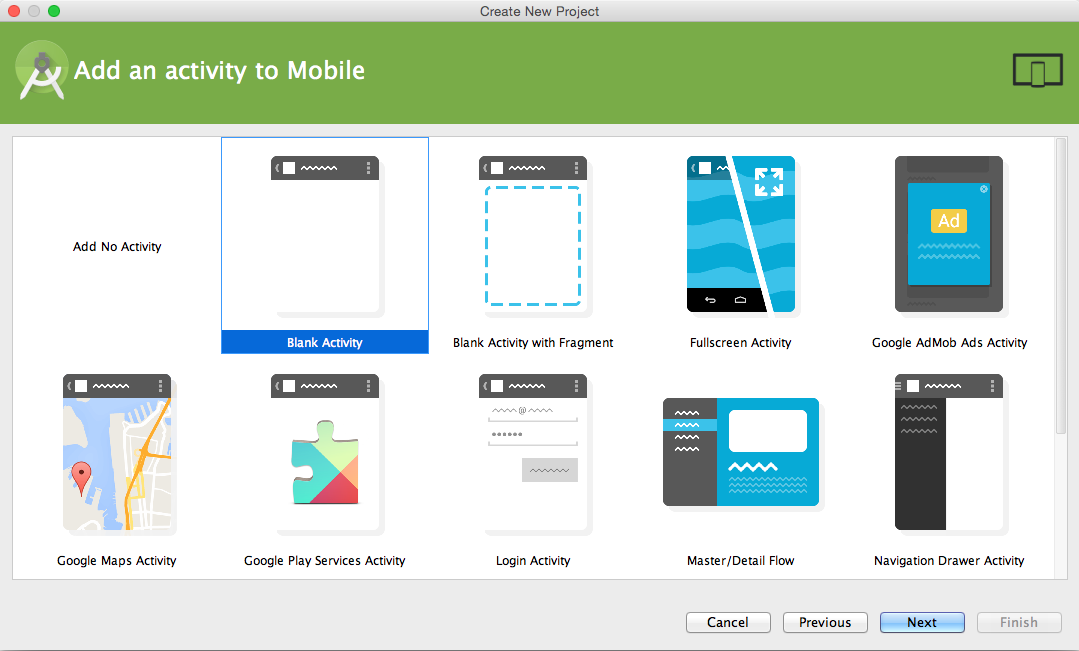 Create New Project
Add an activity to Mobile
Add No Activity
Blank Activity
Blank Activity with Fragment
Fullscreen Activity
Ad
Google AdMob Ads Activity
@
Google Maps Activity
Google Play Services Activity
Login Activity
Master/Detail Flow
Navigation Drawer Activity
Cancel
Previous
Next
Finish